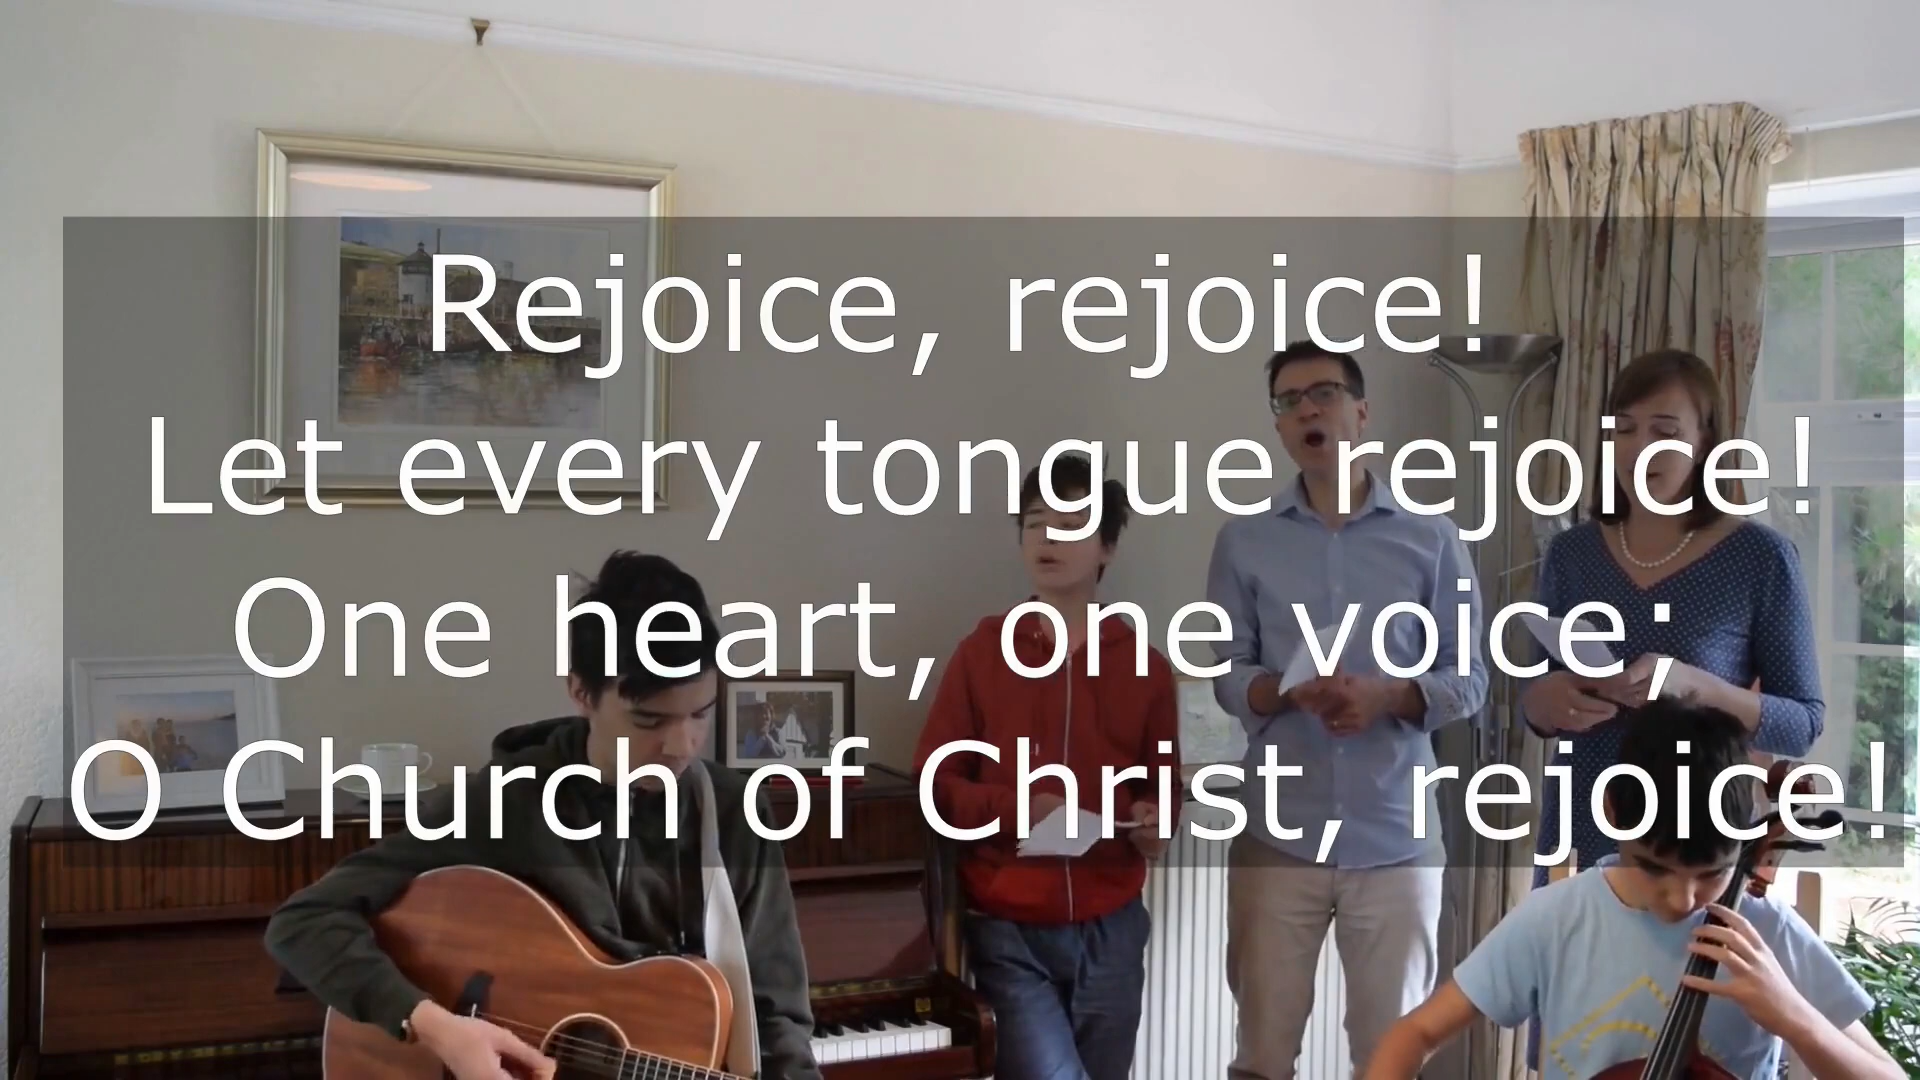 Rejoice, rejoice!
Let every tongue rejoice!
One heart, one voice;
O Church of Christ, rejoice!